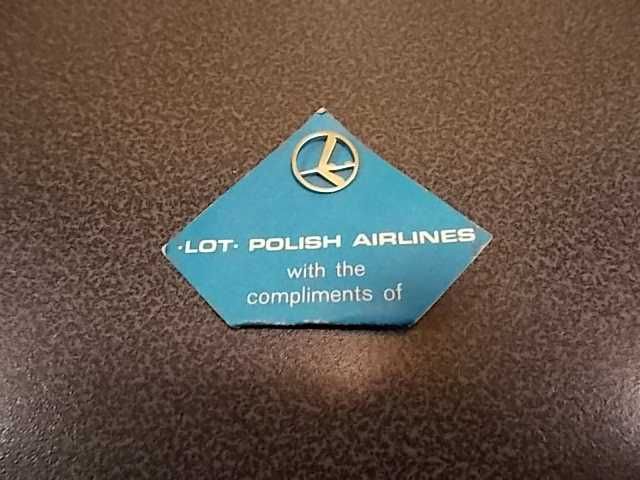 ·LOT· POLISH AIRLINES
with the
compliments of